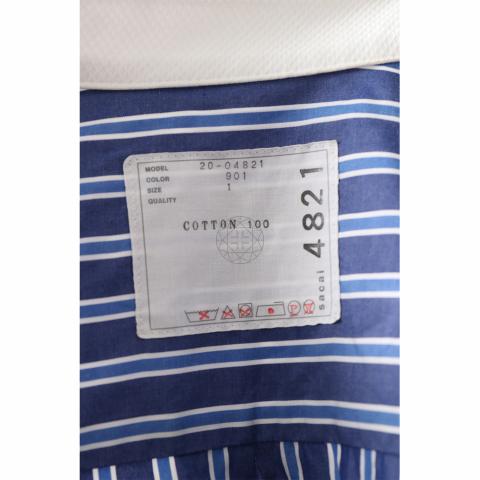 MODEL 20-04821
COLOR 901
SIZE 1
QUALITY
COTTON 100
sacai 4821